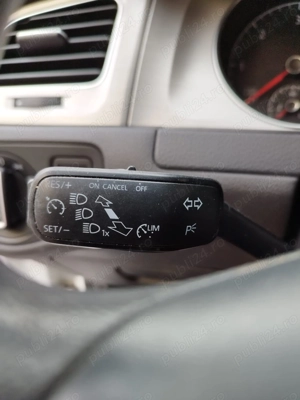 RES/+ ON CANCEL OFF
LIM
SET/− 1x
P